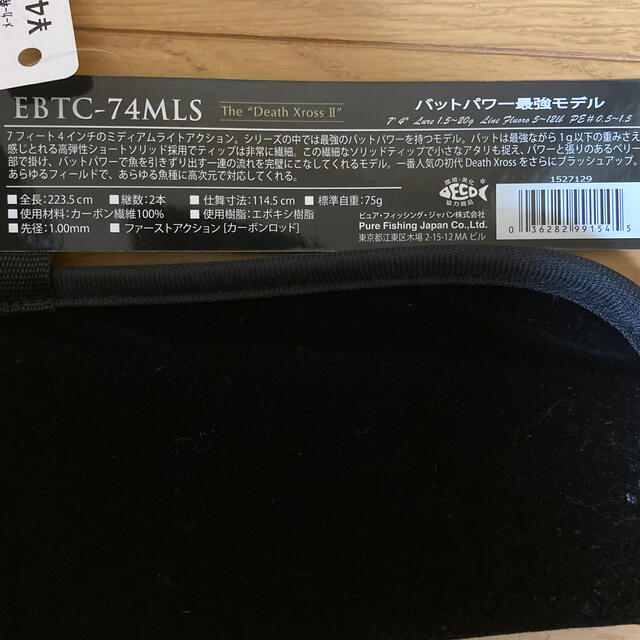 EBTC-74MLS
The "Death Xross II"
バットパワー最強モデル
7' 4" Lure 1.5~20g Line Fluoro 5~12lb PE# 0.5~1.5
7フィート4インチのミディアムライトアクション。シリーズの中では最強のバットパワーを持つモデル。バットは最強ながら1g以下の重みさえ
感じとれる高弾性ショートソリッド採用でティップは非常に繊細。この繊細なソリッドティップで小さなアタリも捉え、パワーと張りのあるベリー
部で掛け、バットパワーで魚を引きずり出す一連の流れを完璧にこなしてくれるモデル。一番人気の初代 Death Xross をさらにブラッシュアップ。
あらゆるフィールドで、あらゆる魚種に高次元で対応してくれる。
■全長:223.5cm ■継数:2本 ■仕舞寸法:114.5cm ■標準自重:75g
■使用材料:カーボン繊維100% ■使用樹脂:エポキシ樹脂
■先径:1.00mm ■ファーストアクション [カーボンロッド]
環境・美化 水
DECO
協力商品
ピュア・フィッシング・ジャパン株式会社
Pure Fishing Japan Co.,Ltd.
東京都江東区木場 2-15-12 MA ビル
1527129
0 36282 99154 5